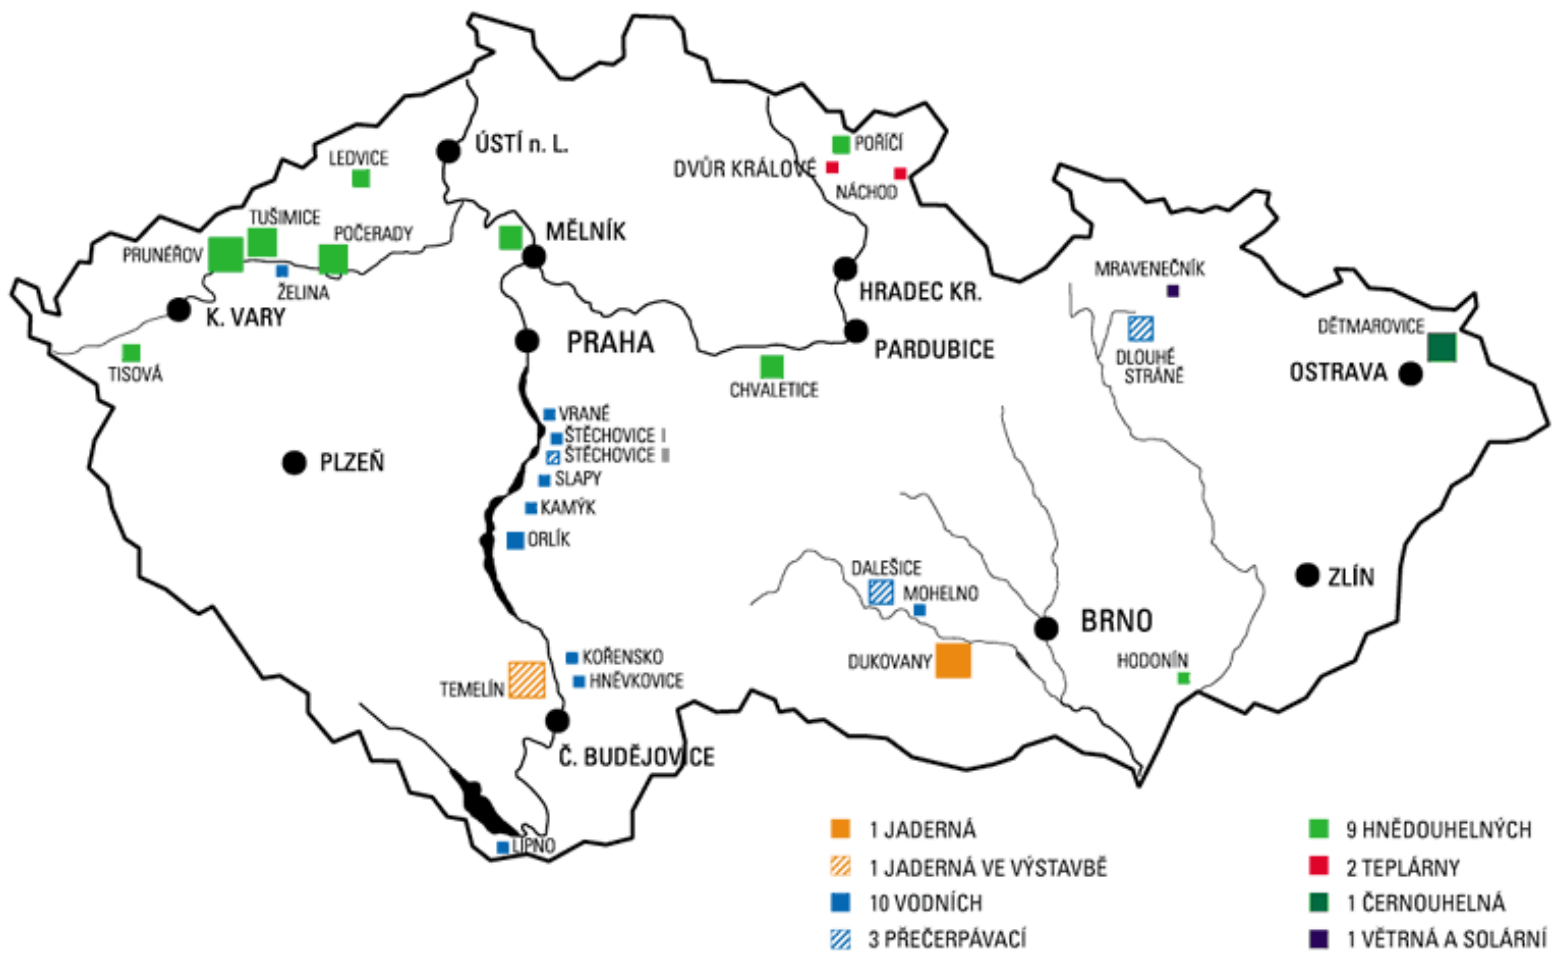 ÚSTÍ n. L.
POŘÍČÍ
LEDVICE
DVŮR KRÁLOVÉ
NÁCHOD
TUŠIMICE
POČERADY
MĚLNÍK
PRUNÉŘOV
MRAVENEČNÍK
ŽELINA
HRADEC KR.
K. VARY
DĚTMAROVICE
PRAHA
PARDUBICE
DLOUHÉ
STRÁNĚ
TISOVÁ
OSTRAVA
CHVALETICE
VRANÉ
ŠTĚCHOVICE I
ŠTĚCHOVICE II
PLZEŇ
SLAPY
KAMÝK
ORLÍK
DALEŠICE
ZLÍN
MOHELNO
BRNO
KOŘENSKO
DUKOVANY
HODONÍN
HNĚVKOVICE
TEMELÍN
Č. BUDĚJOVICE
LIPNO
1 JADERNÁ
1 JADERNÁ VE VÝSTAVBĚ
10 VODNÍCH
3 PŘEČERPÁVACÍ
9 HNĚDOUHELNÝCH
2 TEPLÁRNY
1 ČERNOUHELNÁ
1 VĚTRNÁ A SOLÁRNÍ